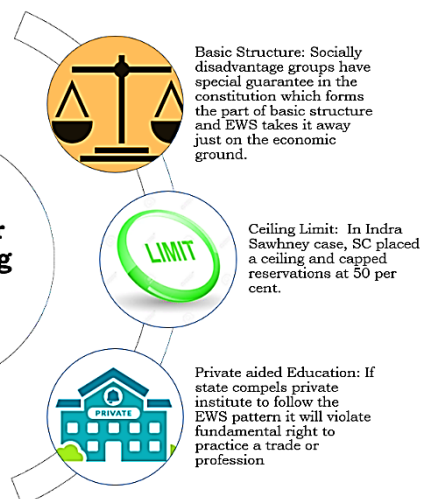 Basic Structure: Socially
disadvantage groups have
special guarantee in the
constitution which forms
the part of basic structure
and EWS takes it away
just on the economic
ground.
LIMIT
Ceiling Limit:  In Indra
Sawhney case, SC placed
a ceiling and capped
reservations at 50 per
cent.
PRIVATE
Private aided Education: If
state compels private
institute to follow the
EWS pattern it will violate
fundamental right to
practice a trade or
profession